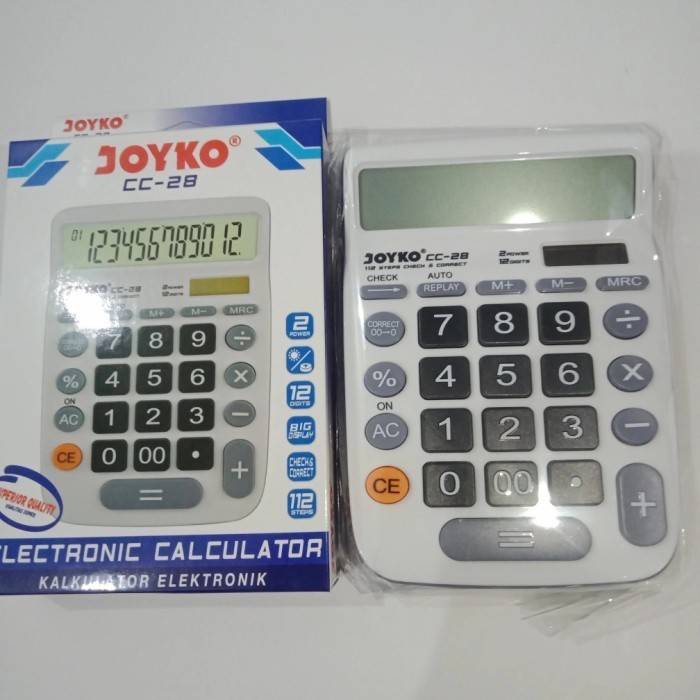 JOYKO
JOYKO®
CC-28
01 123456789012.
JOYKO CC-28
2 POWER
12 DIGITS
M+ M- MRC
7 8 9 ÷
% 4 5 6 ×
ON
AC 1 2 3 −
CE 0 00 . +
=
2
POWER
12
DIGITS
BIG
DISPLAY
CHECK&
CORRECT
112
STEPS
SUPERIOR QUALITY
ELECTRONIC CALCULATOR
KALKULATOR ELEKTRONIK
JOYKO® CC-28
112 STEPS CHECK & CORRECT
2 POWER
12 DIGITS
CHECK AUTO
→ REPLAY M+ M- MRC
CORRECT
00→0 7 8 9 ÷
% 4 5 6 ×
ON
AC 1 2 3 −
CE 0 00 . +
=